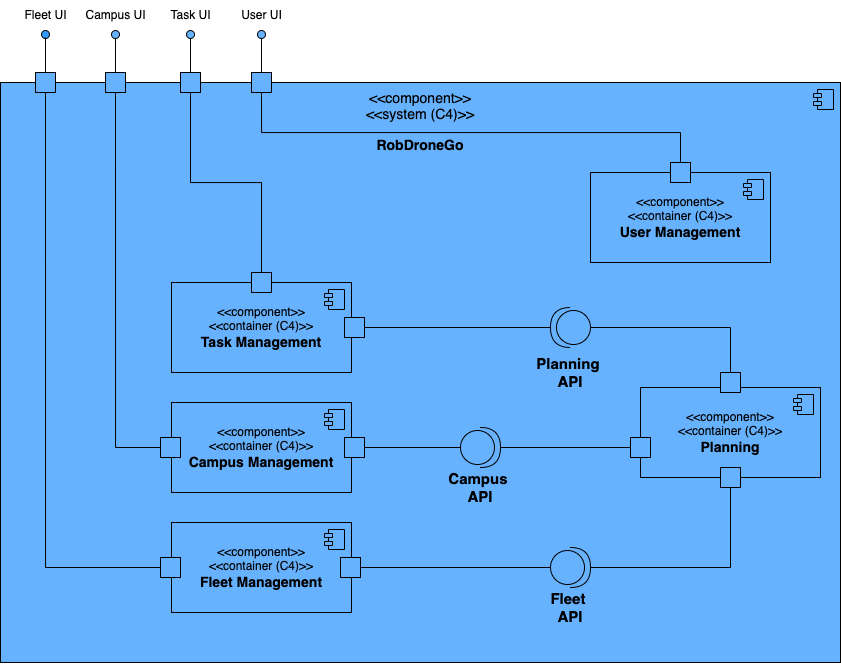 Fleet UI
Campus UI
Task UI
User UI
<<component>>
<<system (C4)>>
RobDroneGo
<<component>>
<<container (C4)>>
User Management
<<component>>
<<container (C4)>>
Task Management
Planning
API
<<component>>
<<container (C4)>>
Planning
<<component>>
<<container (C4)>>
Campus Management
Campus
API
<<component>>
<<container (C4)>>
Fleet Management
Fleet
API